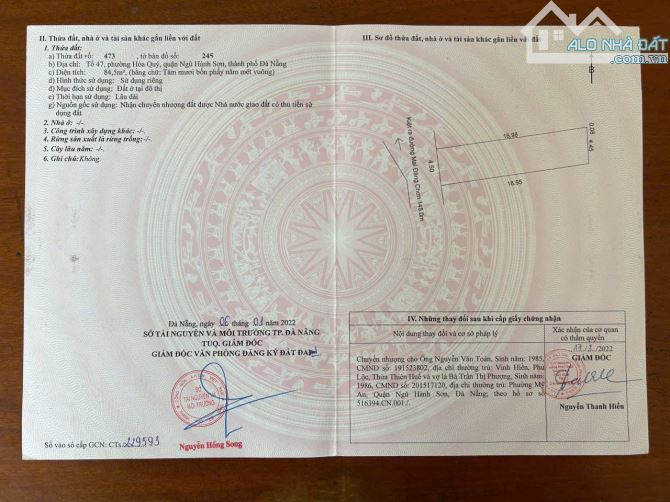 II. Thửa đất, nhà ở và tài sản khác gắn liền với đất
1. Thửa đất:
a) Thửa đất số: 473, tờ bản đồ số: 245
b) Địa chỉ: Tổ 47, phường Hòa Quý, quận Ngũ Hành Sơn, thành phố Đà Nẵng
c) Diện tích: 84,5m², (bằng chữ: Tám mươi bốn phẩy năm mét vuông)
d) Hình thức sử dụng: Sử dụng riêng
đ) Mục đích sử dụng: Đất ở tại đô thị
e) Thời hạn sử dụng: Lâu dài
g) Nguồn gốc sử dụng: Nhận chuyển nhượng đất được Nhà nước giao đất có thu tiền sử
dụng đất
2. Nhà ở: -/-
3. Công trình xây dựng khác: -/-
4. Rừng sản xuất là rừng trồng: -/-
5. Cây lâu năm: -/-
6. Ghi chú: Không.
Đà Nẵng, ngày 06 tháng 01 năm 2022
SỞ TÀI NGUYÊN VÀ MÔI TRƯỜNG TP. ĐÀ NẴNG
TUQ. GIÁM ĐỐC
GIÁM ĐỐC VĂN PHÒNG ĐĂNG KÝ ĐẤT ĐAI
SỞ
TÀI NGUYÊN VÀ
MÔI TRƯỜNG
Nguyễn Hồng Song
Số vào sổ cấp GCN: CTs 229593
III. Sơ đồ thửa đất, nhà ở và tài sản khác gắn liền với đất
ALO NHÀ ĐẤT
B
Kiệt ra đường Mai Đăng Chơn 145.0m
18.98
0.08
4.50
4.45
18.55
IV. Những thay đổi sau khi cấp giấy chứng nhận
Nội dung thay đổi và cơ sở pháp lý
Xác nhận của cơ quan
có thẩm quyền
Chuyển nhượng cho Ông Nguyễn Văn Toàn, Sinh năm: 1985,
CMND số: 191523802, địa chỉ thường trú: Vinh Hiền, Phú
Lộc, Thừa Thiên Huế và vợ là Bà Trần Thị Phượng, Sinh năm:
1986, CMND số: 201517120, địa chỉ thường trú: Phường Mỹ
An, Quận Ngũ Hành Sơn, Đà Nẵng; theo hồ sơ số
516394.CN.001./.
2022
GIÁM ĐỐC
Nguyễn Thanh Hiền